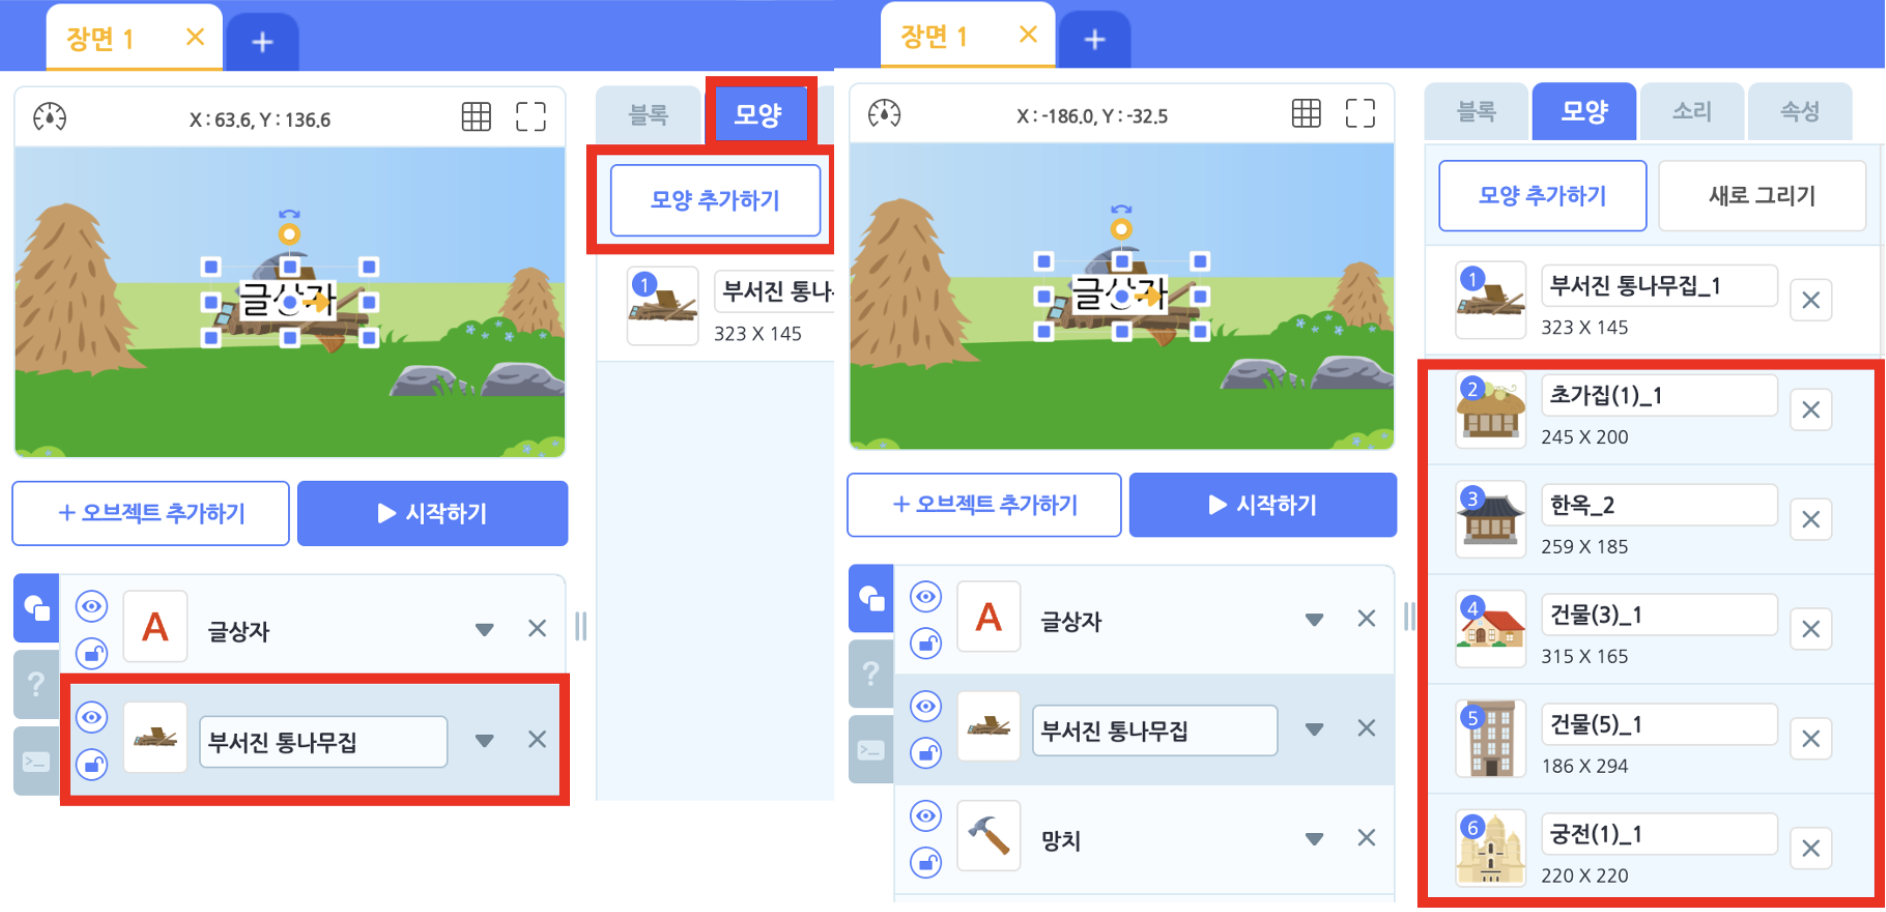 장면 1
X : 63.6, Y : 136.6
글상자
+ 오브젝트 추가하기
시작하기
글상자
부서진 통나무집
?
>_
블록
모양
모양 추가하기
1
부서진 통나
323 X 145
장면 1
X : -186.0, Y : -32.5
글상자
+ 오브젝트 추가하기
시작하기
A
글상자
부서진 통나무집
망치
?
>_
블록
모양
소리
속성
모양 추가하기
새로 그리기
1
부서진 통나무집_1
323 X 145
2
초가집(1)_1
245 X 200
3
한옥_2
259 X 185
4
건물(3)_1
315 X 165
5
건물(5)_1
186 X 294
6
궁전(1)_1
220 X 220